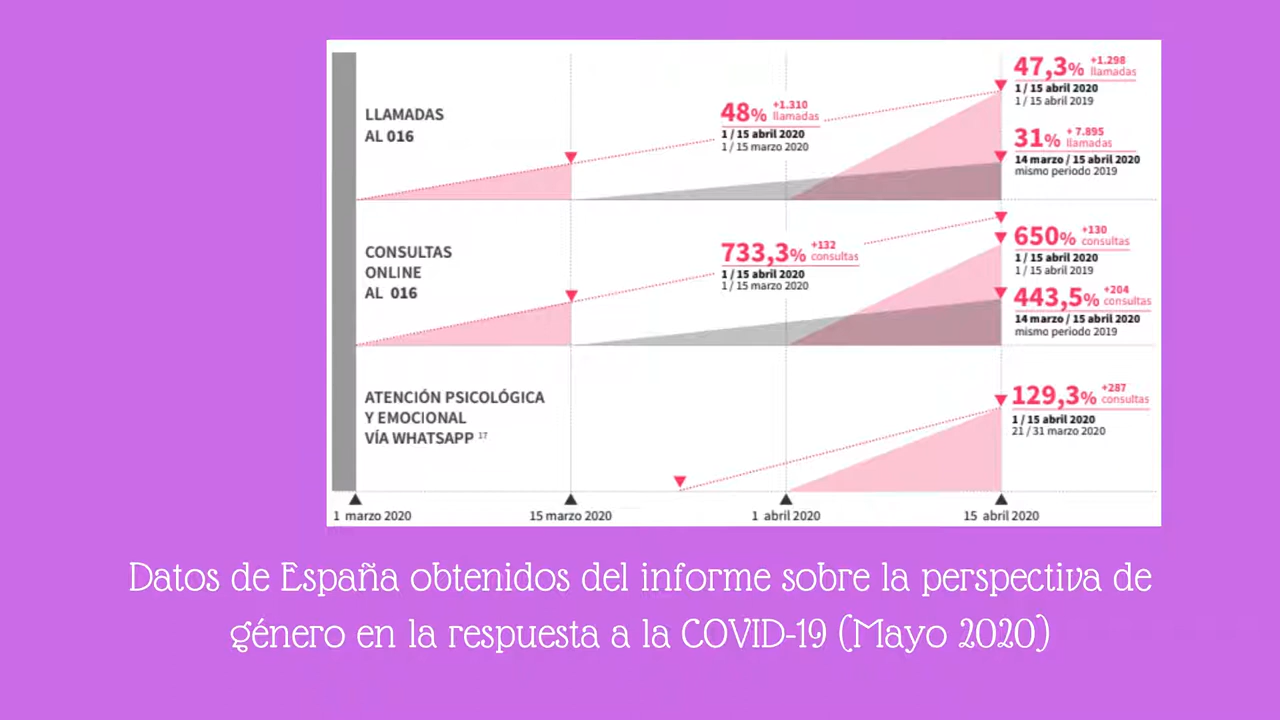 LLAMADAS
AL 016
48% +1.310
llamadas
1 / 15 abril 2020
1 / 15 marzo 2020
47,3% +1.298
llamadas
1 / 15 abril 2020
1 / 15 abril 2019
31% + 7.895
llamadas
14 marzo / 15 abril 2020
mismo periodo 2019
CONSULTAS
ONLINE
AL 016
733,3% +132
consultas
1 / 15 abril 2020
1 / 15 marzo 2020
650% +130
consultas
1 / 15 abril 2020
1 / 15 abril 2019
443,5% +204
consultas
14 marzo / 15 abril 2020
mismo periodo 2019
ATENCIÓN PSICOLÓGICA
Y EMOCIONAL
VÍA WHATSAPP 17
129,3% +287
consultas
1 / 15 abril 2020
21 / 31 marzo 2020
1 marzo 2020
15 marzo 2020
1 abril 2020
15 abril 2020
Datos de España obtenidos del informe sobre la perspectiva de
género en la respuesta a la COVID-19 (Mayo 2020)